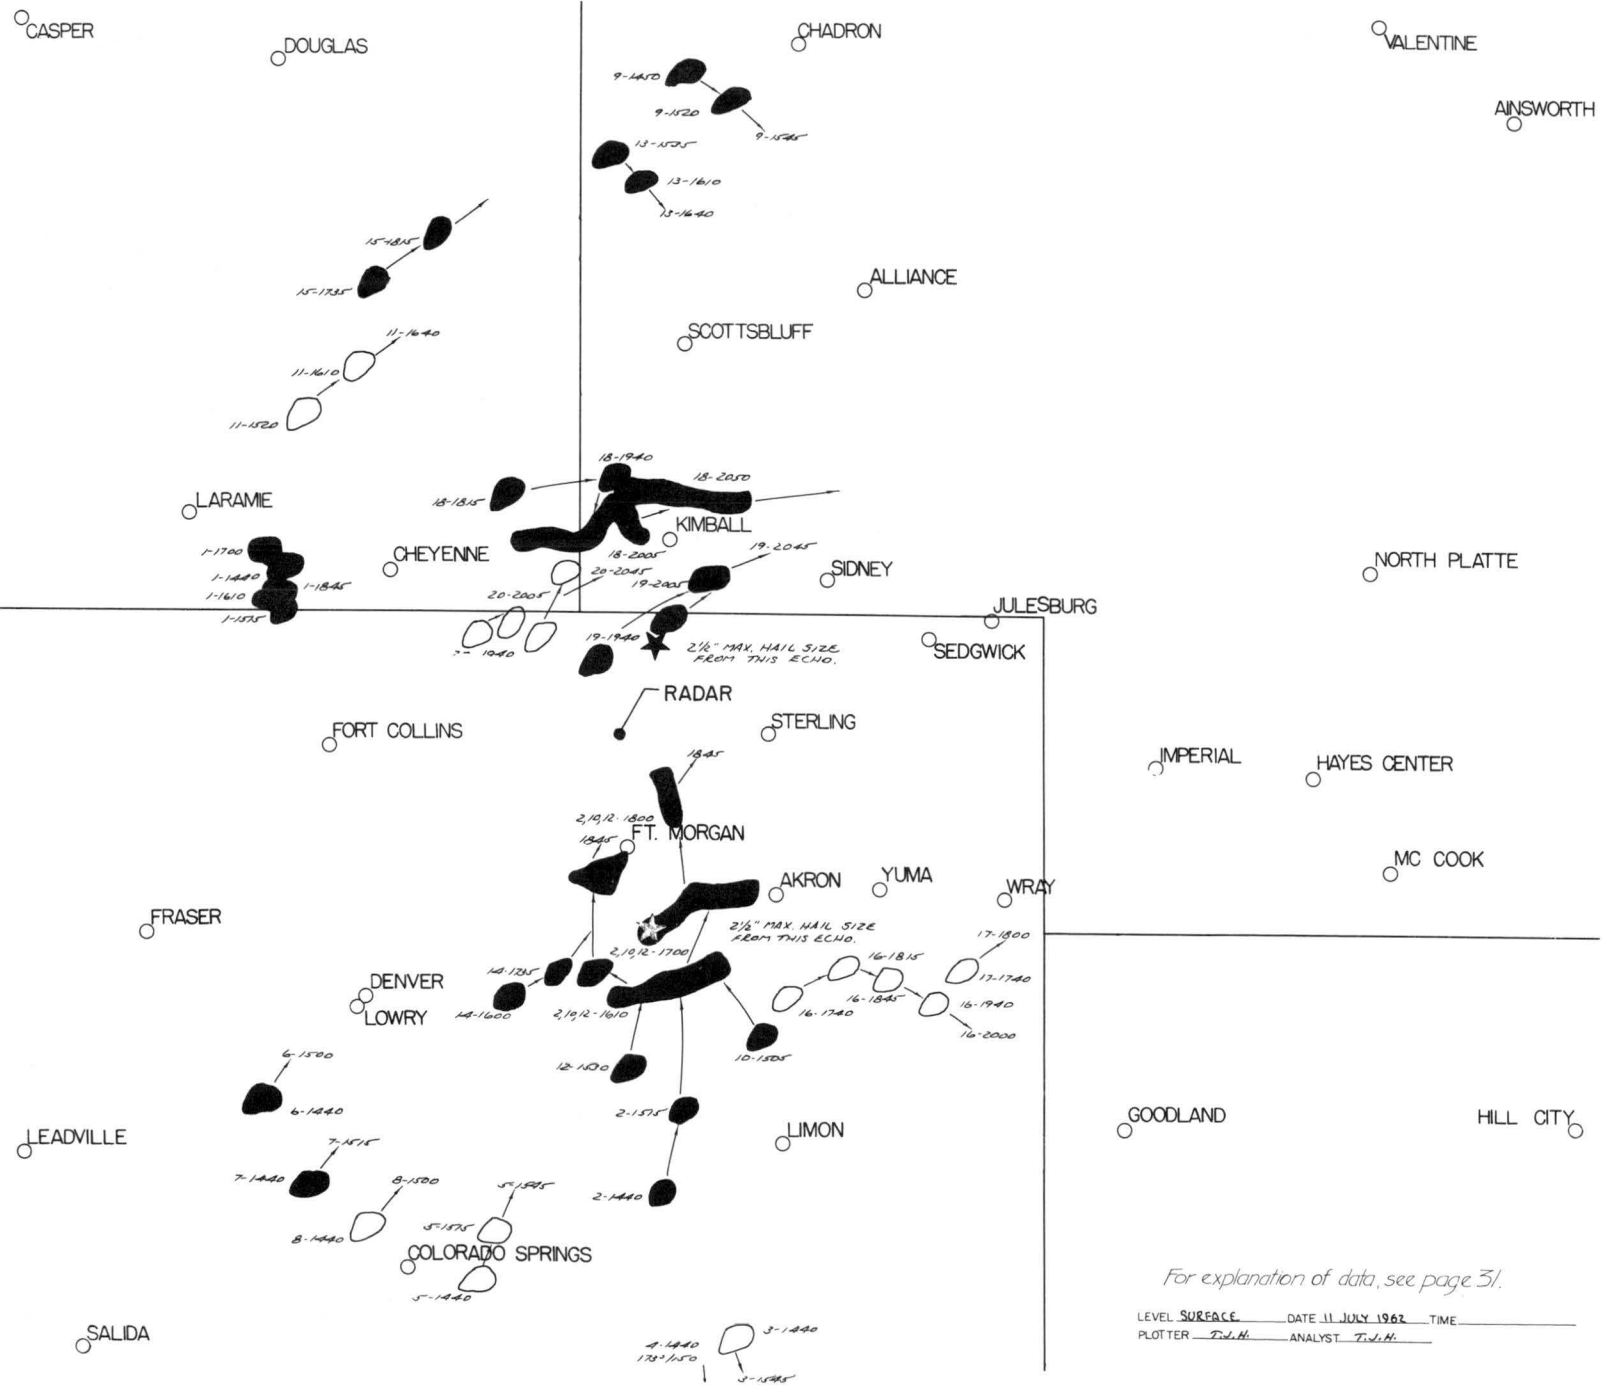 CASPER
DOUGLAS
CHADRON
VALENTINE
AINSWORTH
9-1450
9-1520
9-1545
13-1535
13-1610
13-1640
15-1815
15-1735
ALLIANCE
SCOTTSBLUFF
11-1640
11-1610
11-1520
18-1940
18-2050
18-1815
LARAMIE
KIMBALL
1-1700
CHEYENNE
18-2005
19-2045
SIDNEY
NORTH PLATTE
1-1440
1-1845
1-1610
1-1515
20-2045
19-2005
20-2005
JULESBURG
19-1940
1940
2½" MAX. HAIL SIZE
FROM THIS ECHO.
SEDGWICK
RADAR
FORT COLLINS
STERLING
1845
IMPERIAL
HAYES CENTER
2,10,12-1800
FT. MORGAN
1845
MC COOK
AKRON
YUMA
WRAY
FRASER
2½" MAX. HAIL SIZE
FROM THIS ECHO.
2,10,12-1700
17-1800
17-1740
14-1735
16-1815
DENVER
LOWRY
14-1600
2,10,12-1610
16-1740
16-1845
16-1940
16-2000
10-1505
6-1500
12-1530
6-1440
2-1515
LIMON
GOODLAND
HILL CITY
LEADVILLE
7-1515
7-1440
8-1500
5-1545
2-1440
8-1440
5-1515
COLORADO SPRINGS
5-1440
For explanation of data, see page 31.
LEVEL SURFACE DATE 11 JULY 1962 TIME
PLOTTER T.J.H. ANALYST T.J.H.
SALIDA
3-1440
4-1440
173°/150
3-1545